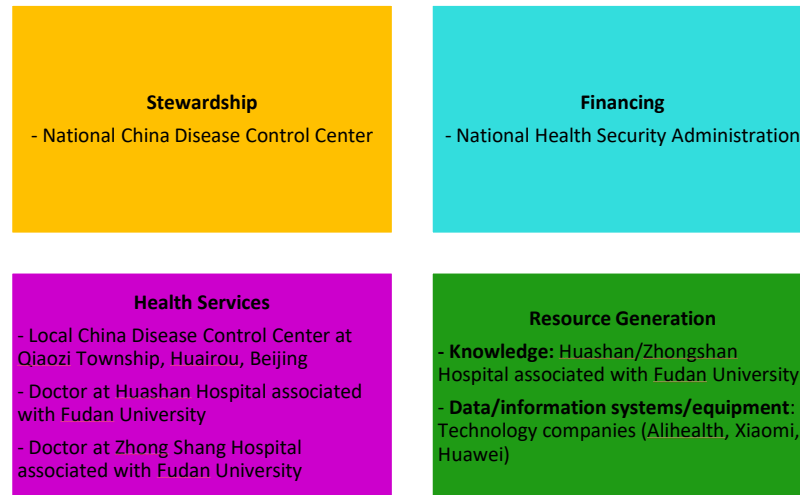 Stewardship
- National China Disease Control Center
Financing
- National Health Security Administration
Health Services
- Local China Disease Control Center at
Qiaozi Township, Huairou, Beijing
- Doctor at Huashan Hospital associated
with Fudan University
- Doctor at Zhong Shang Hospital
associated with Fudan University
Resource Generation
- Knowledge: Huashan/Zhongshan
Hospital associated with Fudan University
- Data/information systems/equipment:
Technology companies (Alihealth, Xiaomi,
Huawei)